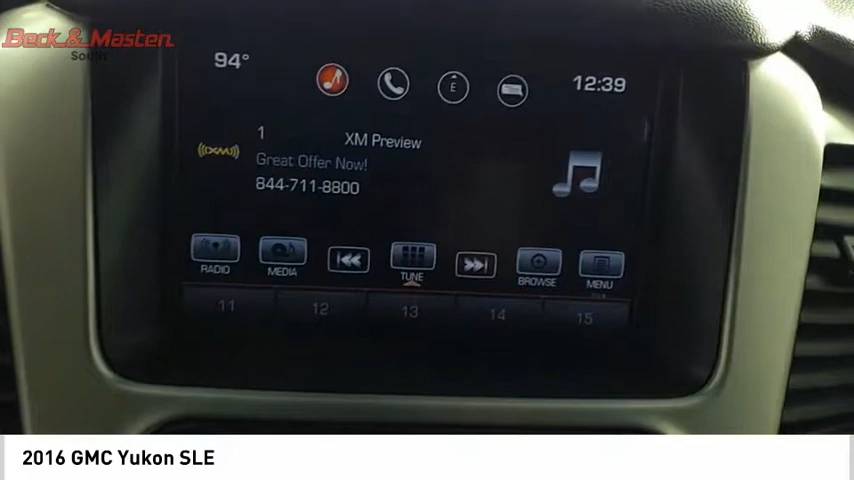 Beck & Masten
South
94°
E
12:39
XM
1
XM Preview
Great Offer Now!
844-711-8800
RADIO
MEDIA
TUNE
BROWSE
MENU
11
12
13
14
15
2016 GMC Yukon SLE